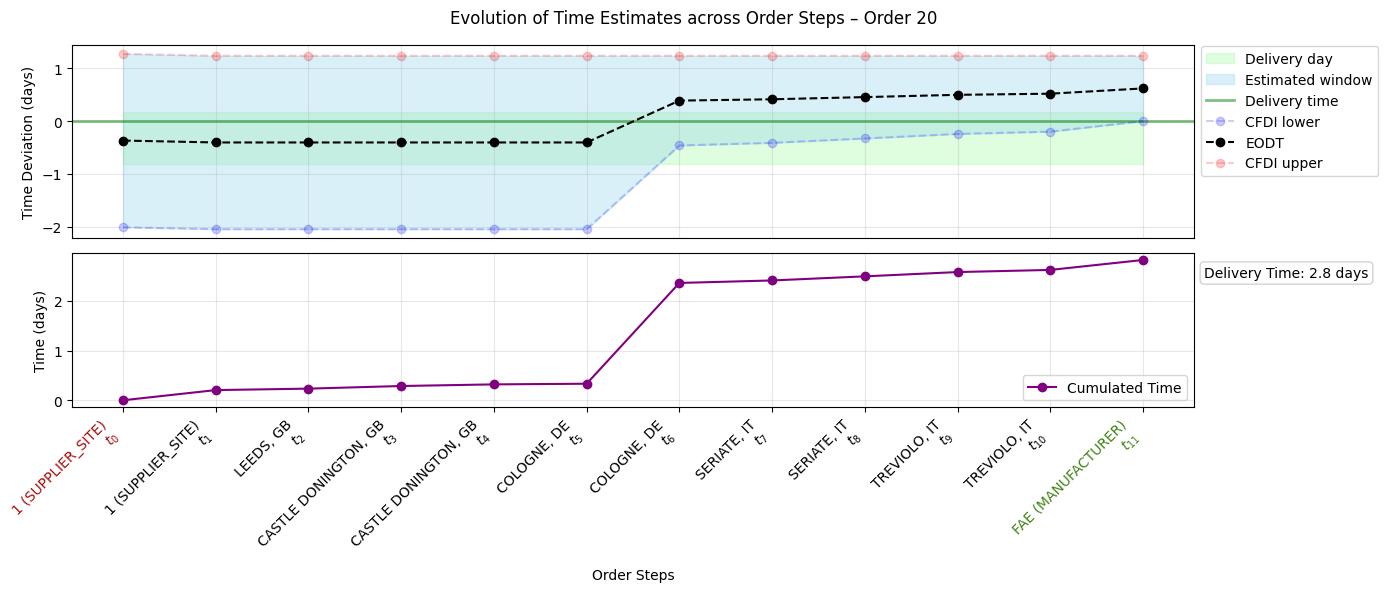 Evolution of Time Estimates across Order Steps – Order 20
Time Deviation (days)
1
0
−1
−2
Delivery day
Estimated window
Delivery time
CFDI lower
EODT
CFDI upper
Time (days)
2
1
0
Cumulated Time
Delivery Time: 2.8 days
1 (SUPPLIER_SITE)
t0
1 (SUPPLIER_SITE)
t1
LEEDS, GB
t2
CASTLE DONINGTON, GB
t3
CASTLE DONINGTON, GB
t4
COLOGNE, DE
t5
COLOGNE, DE
t6
SERIATE, IT
t7
SERIATE, IT
t8
TREVIOLO, IT
t9
TREVIOLO, IT
t10
FAE (MANUFACTURER)
t11
Order Steps